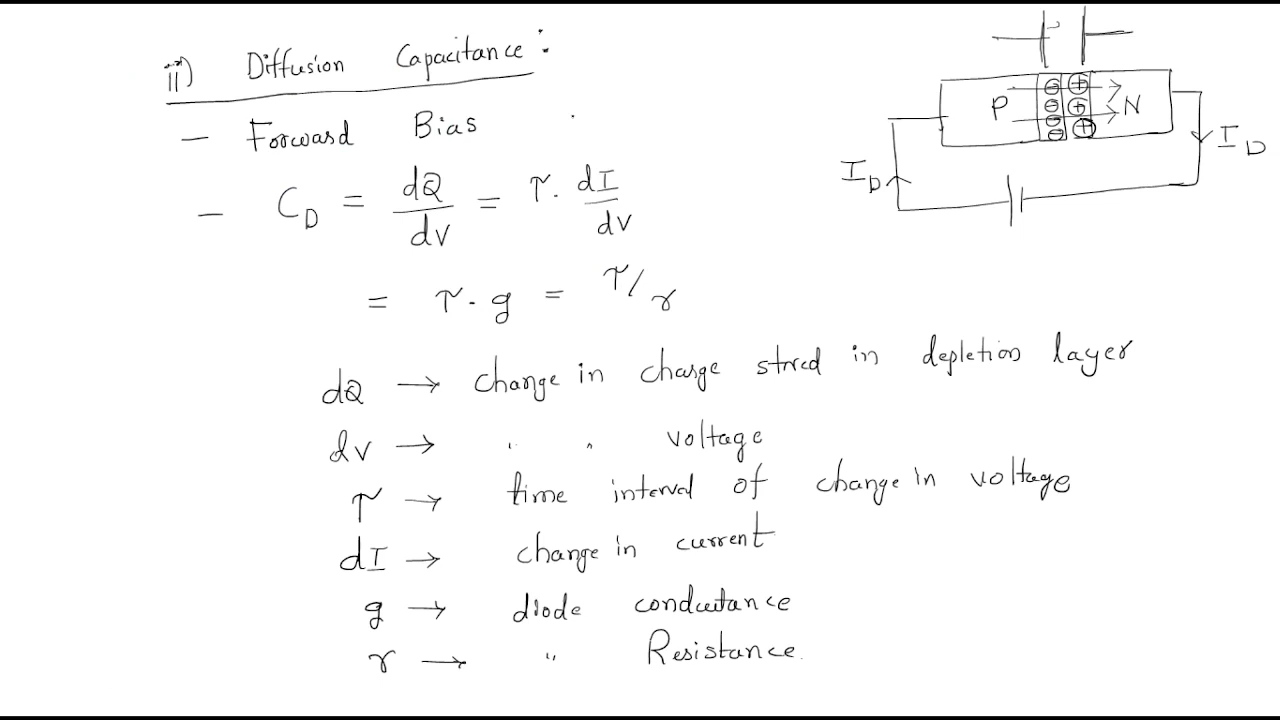 ii) Diffusion Capacitance :
- Forward Bias
- C_D = dQ/dv = τ · dI/dv
= τ · g = τ/r
dQ → change in charge stored in depletion layer
dv → " " voltage
τ → time interval of change in voltage
dI → change in current
g → diode conductance
r → " Resistance.
P N
I_D
I_D